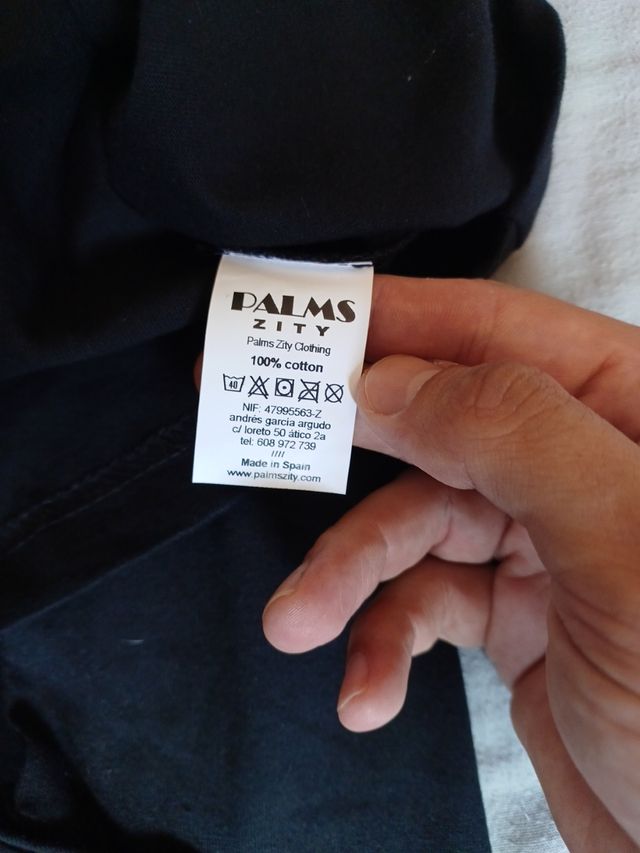 PALMS
ZITY
Palms Zity Clothing
100% cotton
40
NIF: 47995563-Z
andrés garcía argudo
c/ loreto 50 ático 2a
tel: 608 972 739
////
Made in Spain
www.palmszity.com